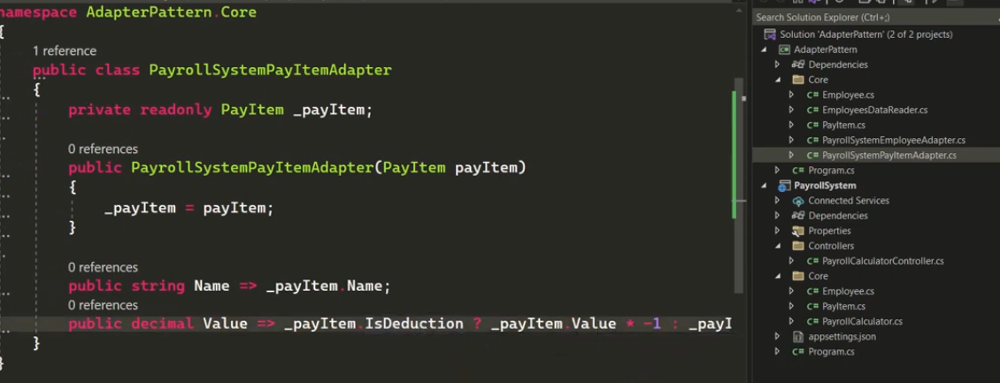 namespace AdapterPattern.Core
{
1 reference
public class PayrollSystemPayItemAdapter
{
private readonly PayItem _payItem;
0 references
public PayrollSystemPayItemAdapter(PayItem payItem)
{
_payItem = payItem;
}
0 references
public string Name => _payItem.Name;
0 references
public decimal Value => _payItem.IsDeduction ? _payItem.Value * -1 : _payI
}
}
Search Solution Explorer (Ctrl+;)
Solution 'AdapterPattern' (2 of 2 projects)
AdapterPattern
Dependencies
Core
C# Employee.cs
C# EmployeesDataReader.cs
C# PayItem.cs
C# PayrollSystemEmployeeAdapter.cs
C# PayrollSystemPayItemAdapter.cs
C# Program.cs
PayrollSystem
Connected Services
Dependencies
Properties
Controllers
C# PayrollCalculatorController.cs
Core
C# Employee.cs
C# PayItem.cs
C# PayrollCalculator.cs
appsettings.json
C# Program.cs